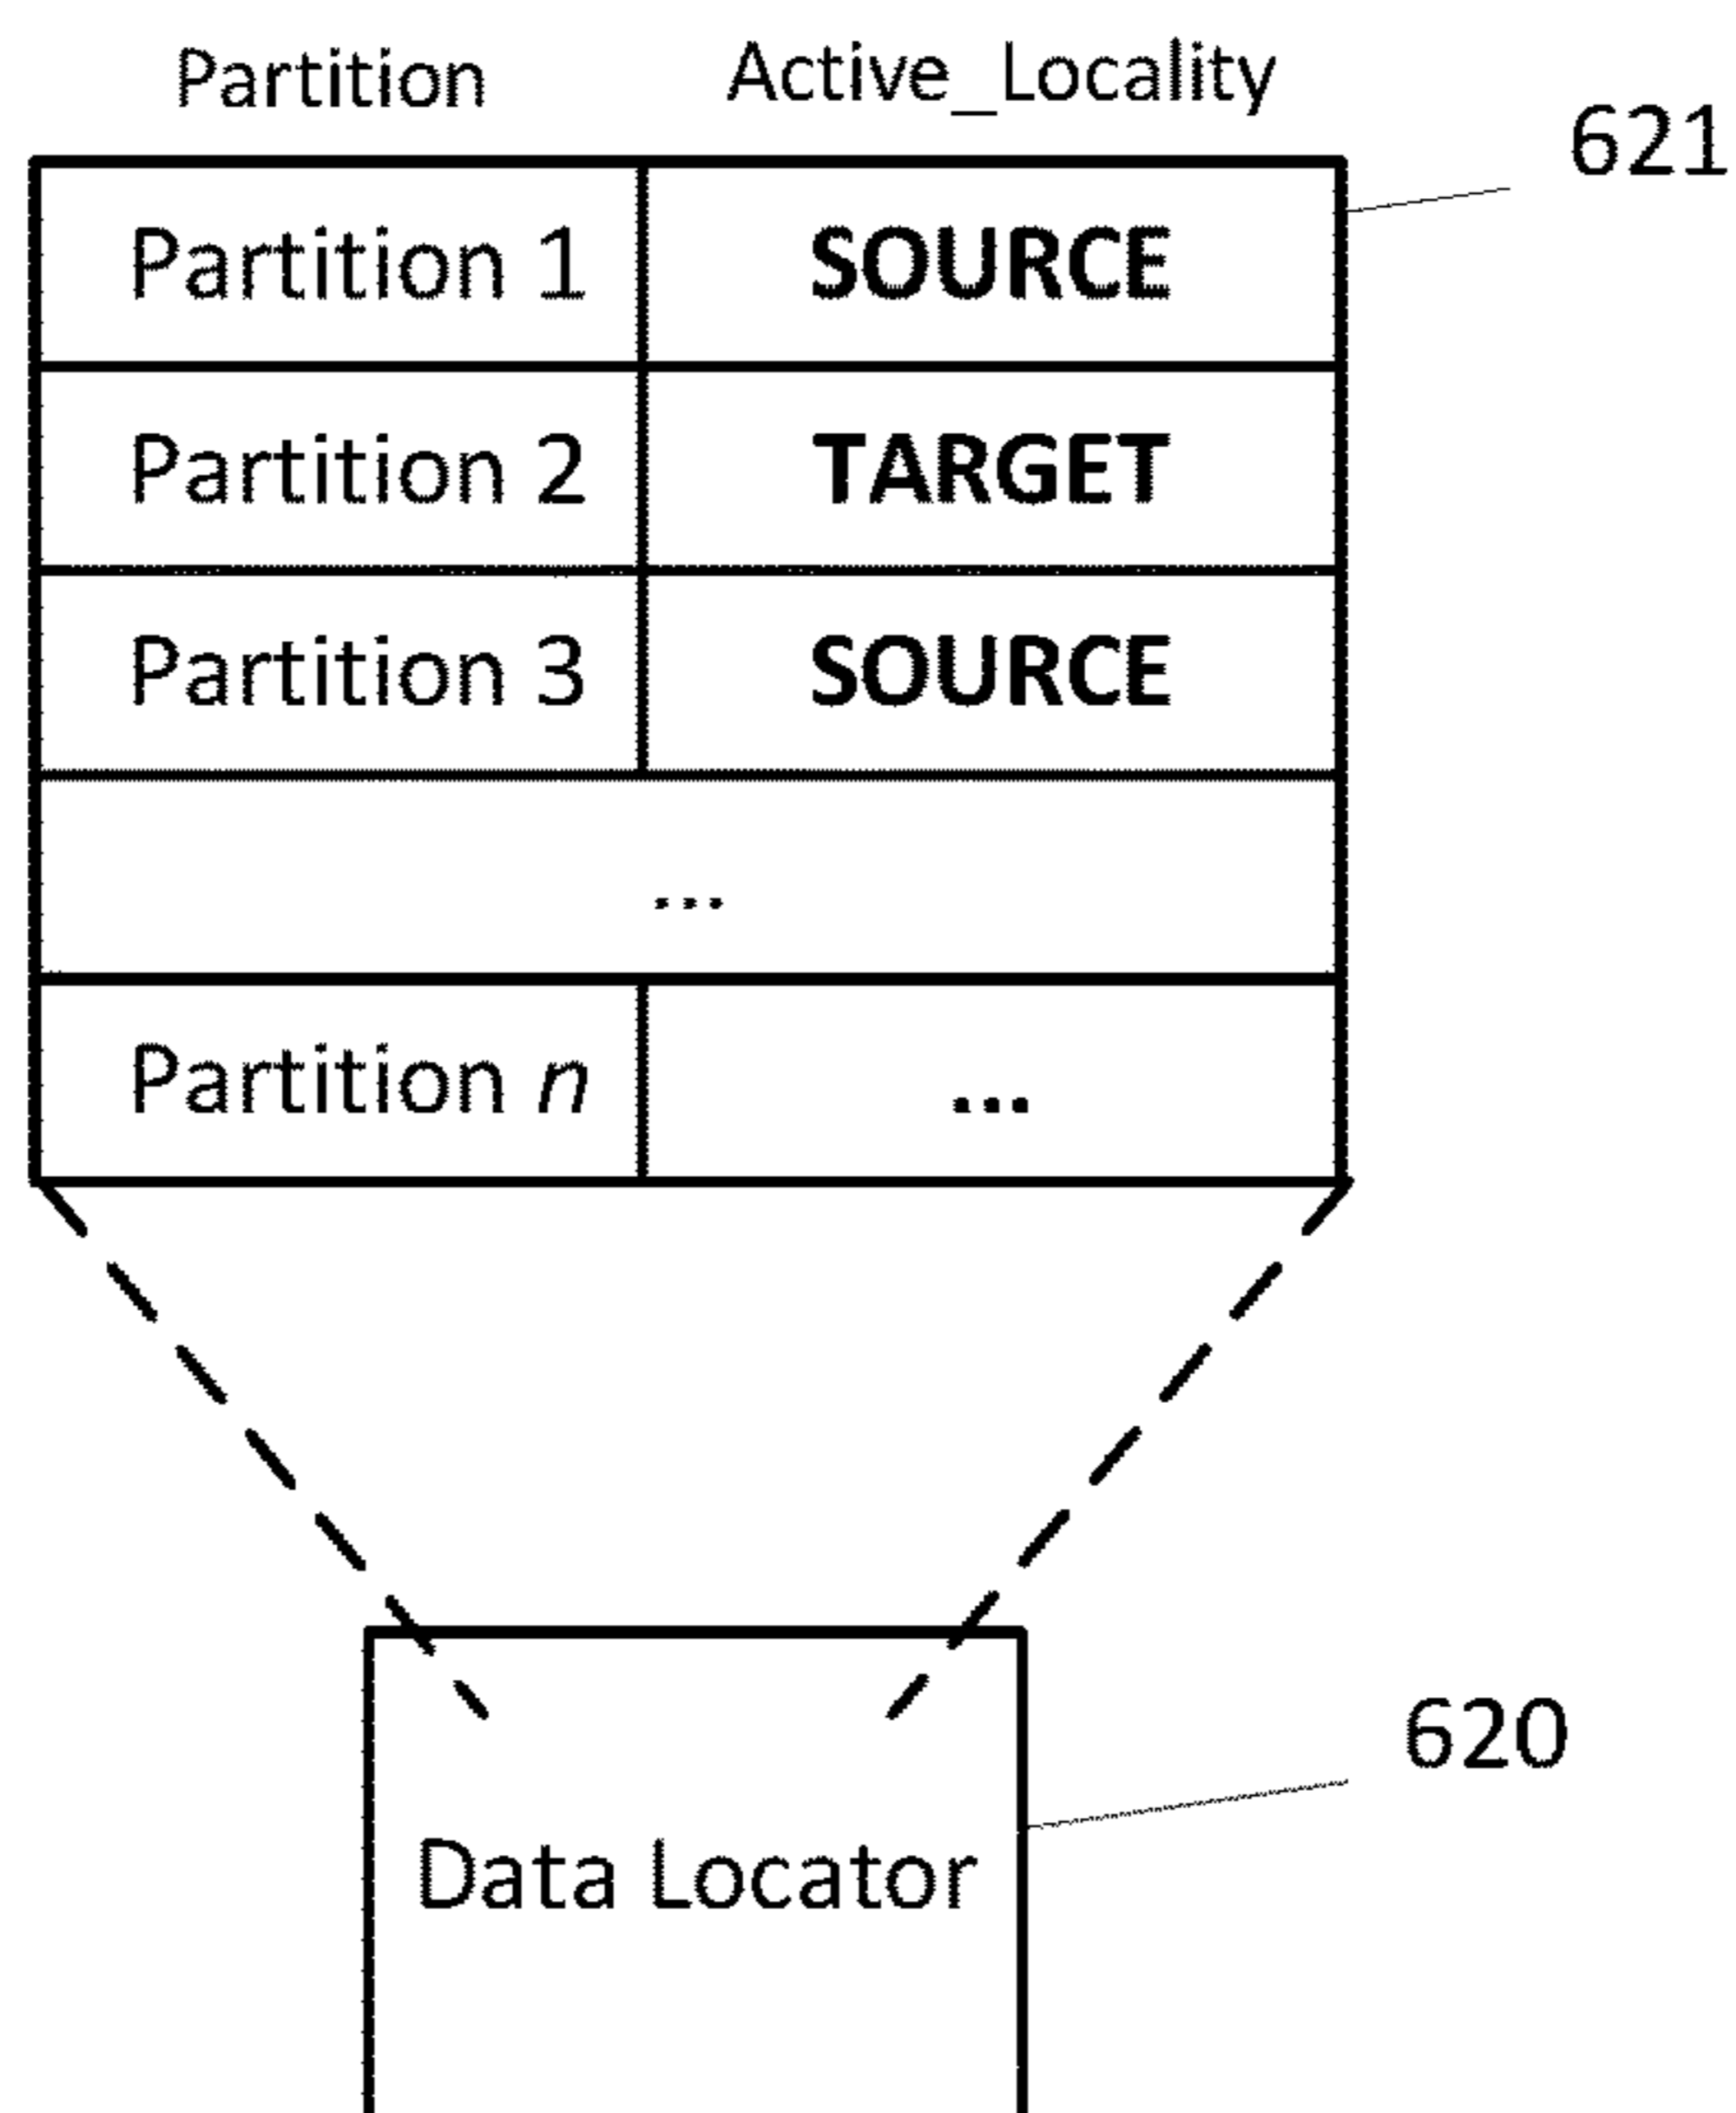 Partition Active_Locality
621
Partition 1 SOURCE
Partition 2 TARGET
Partition 3 SOURCE
...
Partition n ...
620
Data Locator